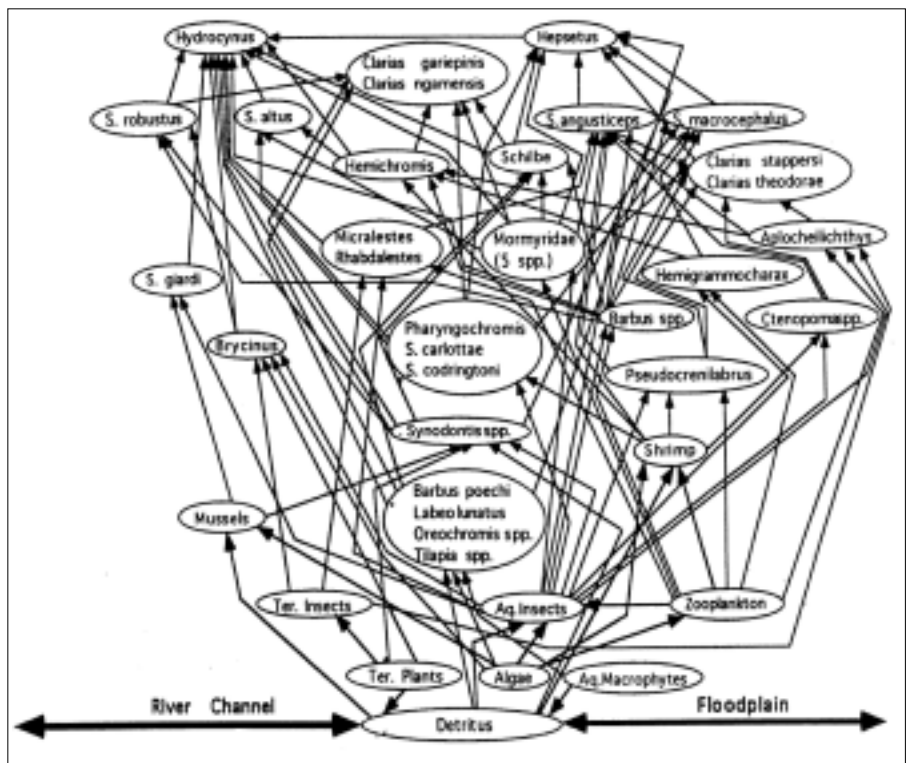 Hydrocynus
Hepsetus
Clarias gariepinis
Clarias ngamensis
S. robustus
S. altus
S.angusticeps
S. macrocephalus
Hemichromis
Schilbe
Clarias stappersi
Clarias theodorae
Micralestes
Rhabdalestes
Mormyridae
(5 spp.)
Aplocheilichthys
S. giardi
Hemigrammocharax
Barbus spp.
Ctenopoma spp.
Brycinus
Pharyngochromis
S. carlottae
S. codringtoni
Pseudocrenilabrus
Synodontis spp.
Shrimp
Mussels
Barbus poechi
Labeo lunatus
Oreochromis spp.
Tilapia spp.
Ter. Insects
Aq.Insects
Zooplankton
Ter. Plants
Algae
Aq.Macrophytes
River Channel
Detritus
Floodplain